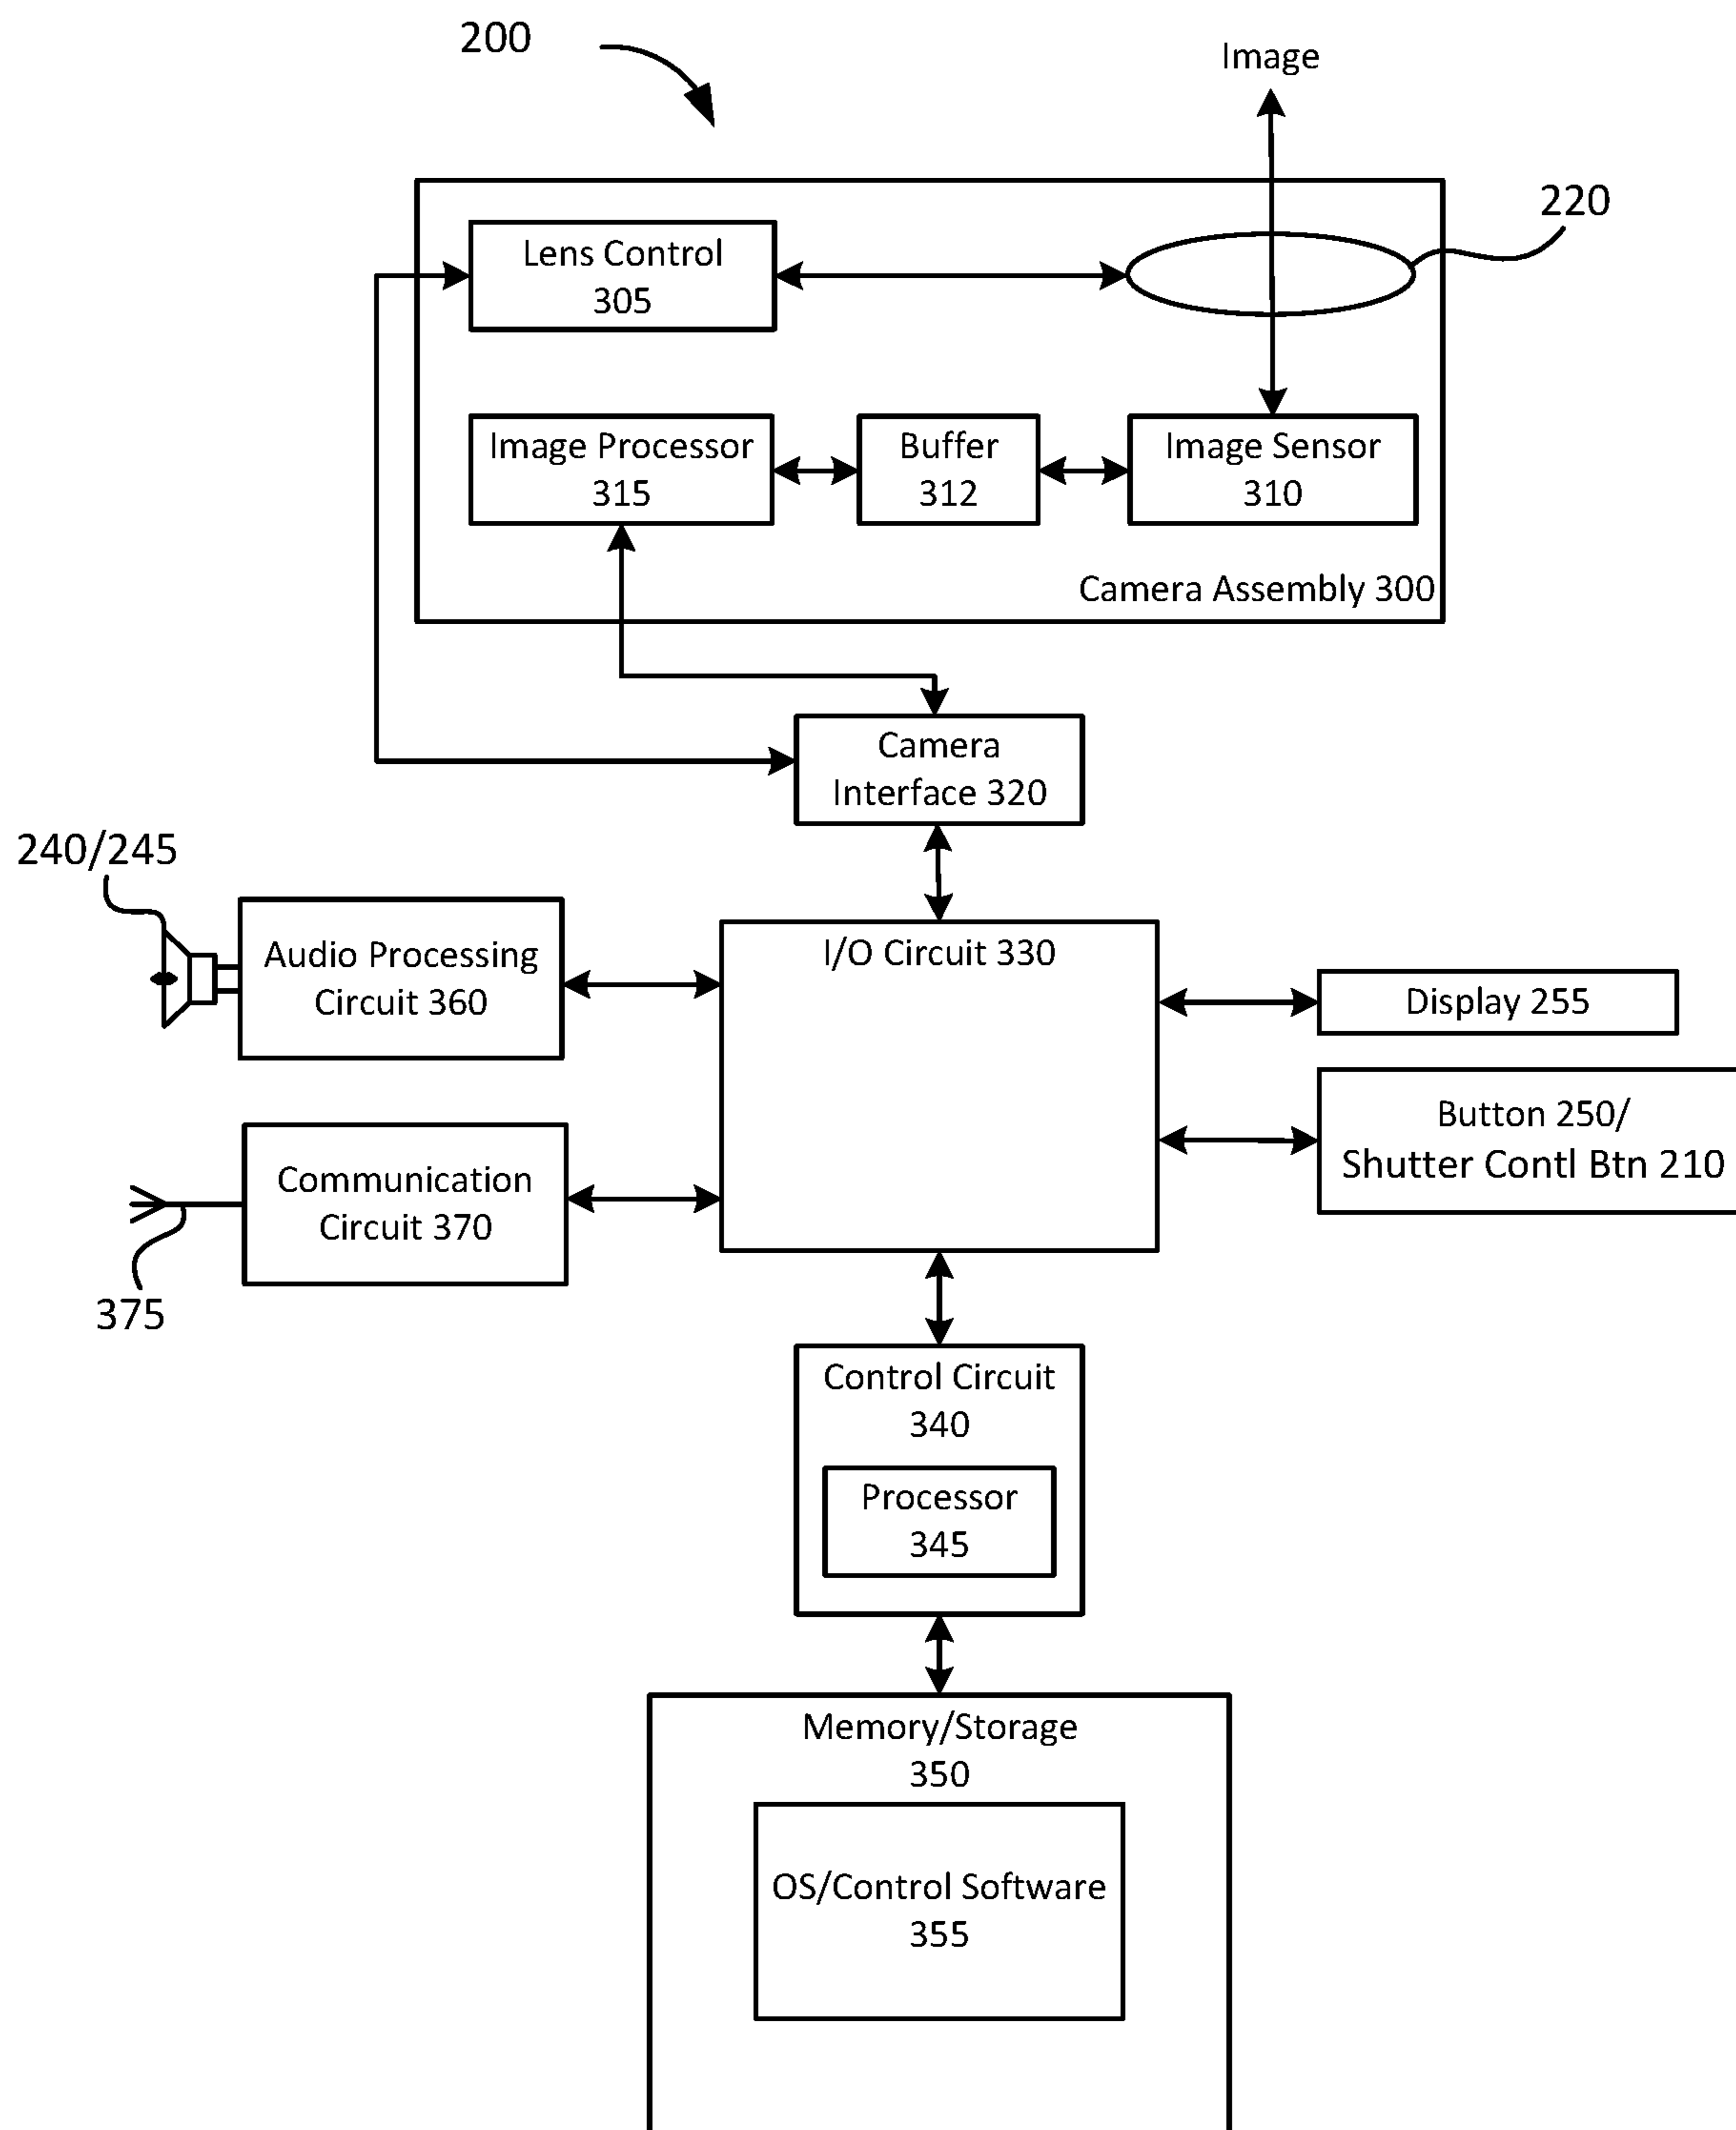 200
Image
220
Lens Control
305
Image Processor
315
Buffer
312
Image Sensor
310
Camera Assembly 300
Camera
Interface 320
240/245
Audio Processing
Circuit 360
I/O Circuit 330
Display 255
Button 250/
Shutter Contl Btn 210
Communication
Circuit 370
375
Control Circuit
340
Processor
345
Memory/Storage
350
OS/Control Software
355